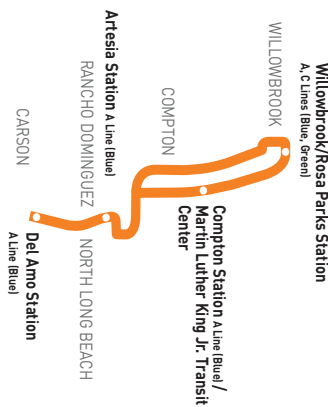 Willowbrook/Rosa Parks Station
A, C Lines (Blue, Green)
WILLOWBROOK
COMPTON
Compton Station A Line (Blue)/
Martin Luther King Jr. Transit
Center
Artesia Station A Line (Blue)
RANCHO DOMINGUEZ
NORTH LONG BEACH
CARSON
Del Amo Station
A Line (Blue)